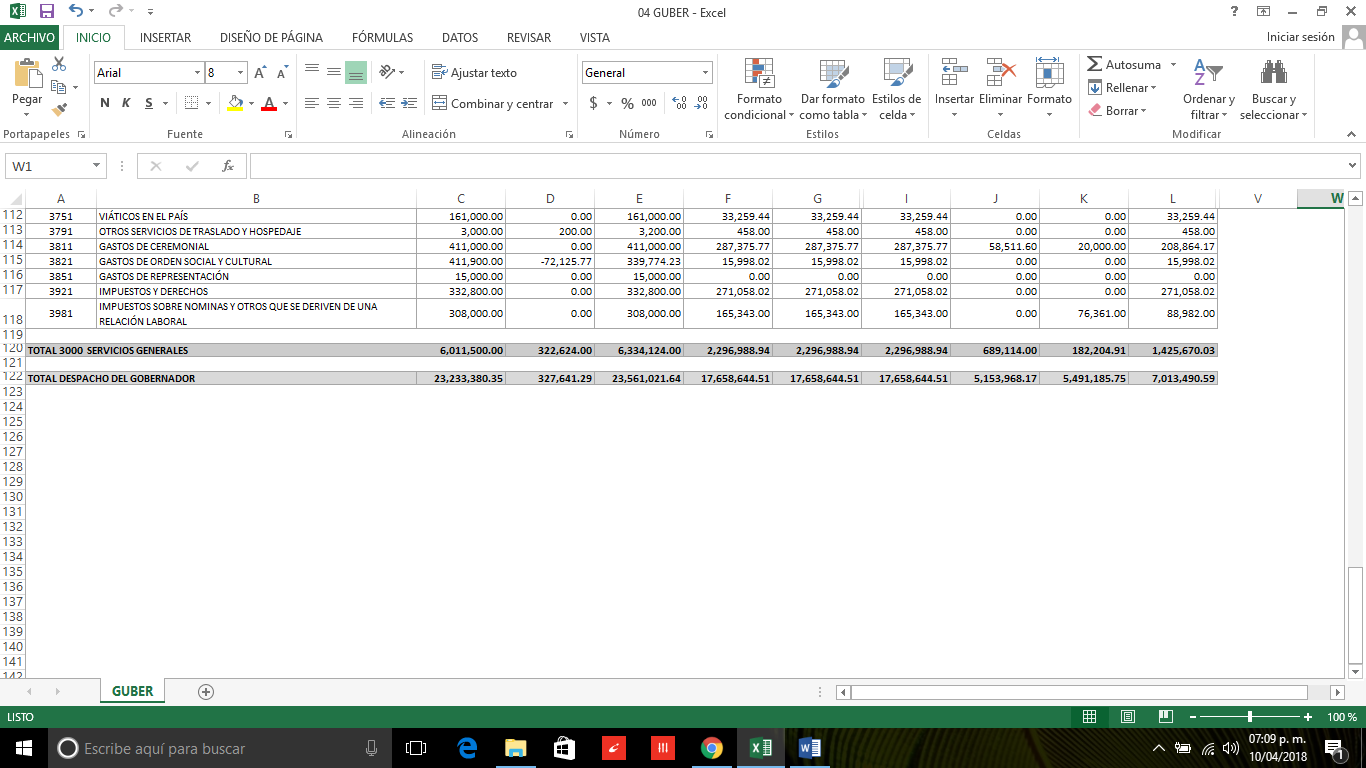 04 GUBER - Excel
?
ARCHIVO INICIO INSERTAR DISEÑO DE PÁGINA FÓRMULAS DATOS REVISAR VISTA Iniciar sesión
Pegar
Portapapeles
Arial 8 A A
N K S A
Fuente
Ajustar texto
Combinar y centrar
Alineación
General
$ % 000 ,0 ,00 ,00 ,0
Número
Formato condicional
Dar formato como tabla
Estilos de celda
Estilos
Insertar Eliminar Formato
Celdas
Autosuma
Rellenar
Borrar
Ordenar y filtrar
Buscar y seleccionar
Modificar
W1 fx
A B C D E F G I J K L V W
112 3751 VIÁTICOS EN EL PAÍS 161,000.00 0.00 161,000.00 33,259.44 33,259.44 33,259.44 0.00 0.00 33,259.44
113 3791 OTROS SERVICIOS DE TRASLADO Y HOSPEDAJE 3,000.00 200.00 3,200.00 458.00 458.00 458.00 0.00 0.00 458.00
114 3811 GASTOS DE CEREMONIAL 411,000.00 0.00 411,000.00 287,375.77 287,375.77 287,375.77 58,511.60 20,000.00 208,864.17
115 3821 GASTOS DE ORDEN SOCIAL Y CULTURAL 411,900.00 -72,125.77 339,774.23 15,998.02 15,998.02 15,998.02 0.00 0.00 15,998.02
116 3851 GASTOS DE REPRESENTACIÓN 15,000.00 0.00 15,000.00 0.00 0.00 0.00 0.00 0.00 0.00
117 3921 IMPUESTOS Y DERECHOS 332,800.00 0.00 332,800.00 271,058.02 271,058.02 271,058.02 0.00 0.00 271,058.02
118 3981 IMPUESTOS SOBRE NOMINAS Y OTROS QUE SE DERIVEN DE UNA
RELACIÓN LABORAL 308,000.00 0.00 308,000.00 165,343.00 165,343.00 165,343.00 0.00 76,361.00 88,982.00
119
120 TOTAL 3000 SERVICIOS GENERALES 6,011,500.00 322,624.00 6,334,124.00 2,296,988.94 2,296,988.94 2,296,988.94 689,114.00 182,204.91 1,425,670.03
121
122 TOTAL DESPACHO DEL GOBERNADOR 23,233,380.35 327,641.29 23,561,021.64 17,658,644.51 17,658,644.51 17,658,644.51 5,153,968.17 5,491,185.75 7,013,490.59
123
124
125
126
127
128
129
130
131
132
133
134
135
136
137
138
139
140
141
142
GUBER
LISTO 100 %
Escribe aquí para buscar
07:09 p. m.
10/04/2018
1